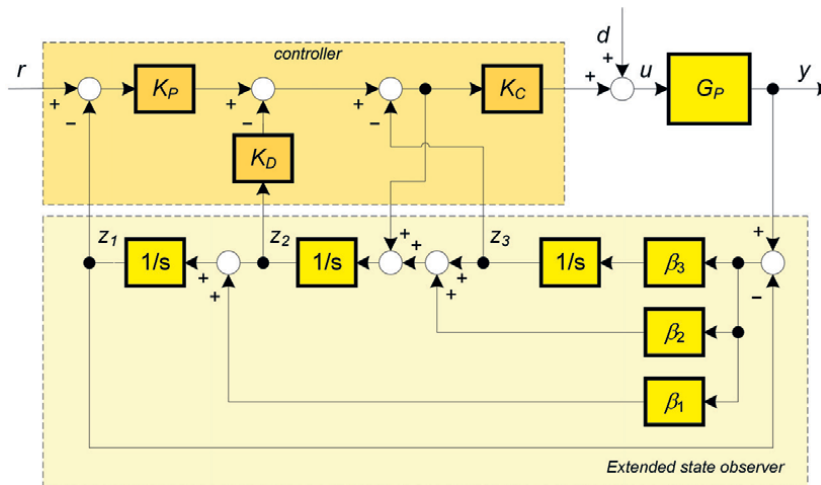 controller
d
r
+
−
K_P
+
−
+
−
K_C
+
+
u
G_P
y
K_D
z_1
z_2
z_3
+
+
+
−
1/s
+
+
1/s
+
+
1/s
β_3
β_2
β_1
Extended state observer